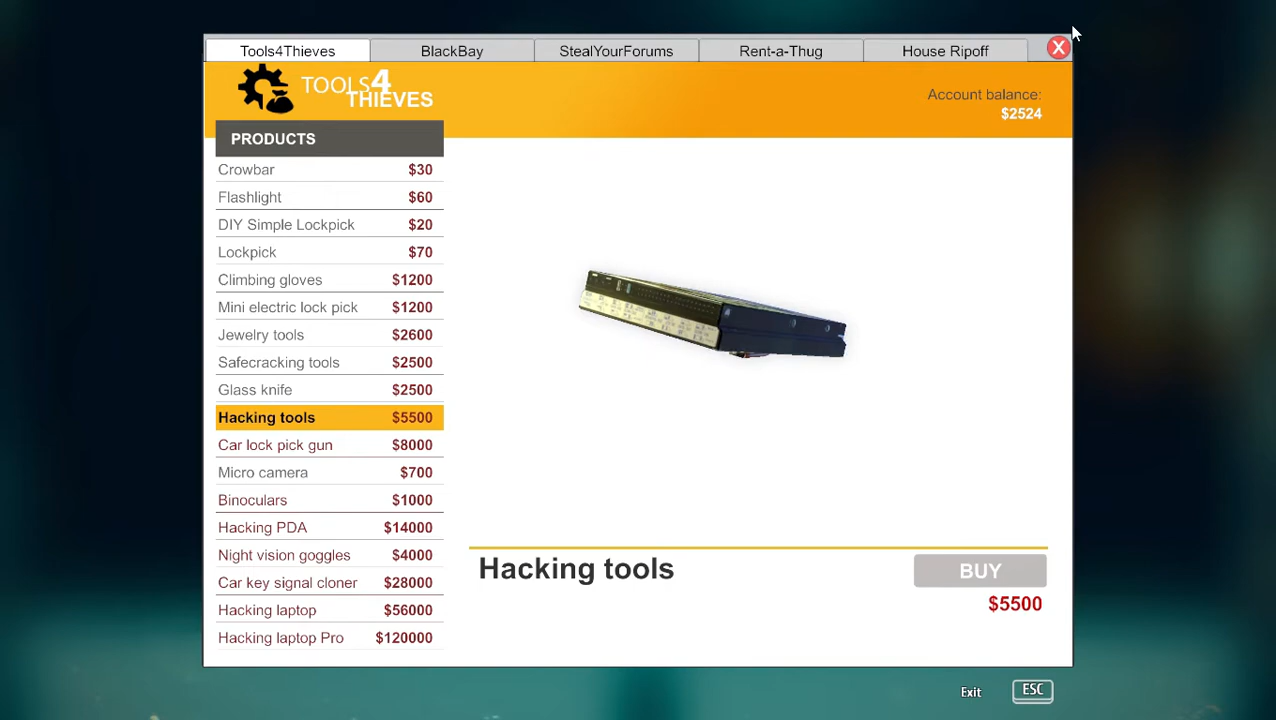 Tools4Thieves BlackBay StealYourForums Rent-a-Thug House Ripoff
TOOLS4
THIEVES
Account balance:
$2524
PRODUCTS
Crowbar $30
Flashlight $60
DIY Simple Lockpick $20
Lockpick $70
Climbing gloves $1200
Mini electric lock pick $1200
Jewelry tools $2600
Safecracking tools $2500
Glass knife $2500
Hacking tools $5500
Car lock pick gun $8000
Micro camera $700
Binoculars $1000
Hacking PDA $14000
Night vision goggles $4000
Car key signal cloner $28000
Hacking laptop $56000
Hacking laptop Pro $120000
Hacking tools BUY
$5500
Exit ESC